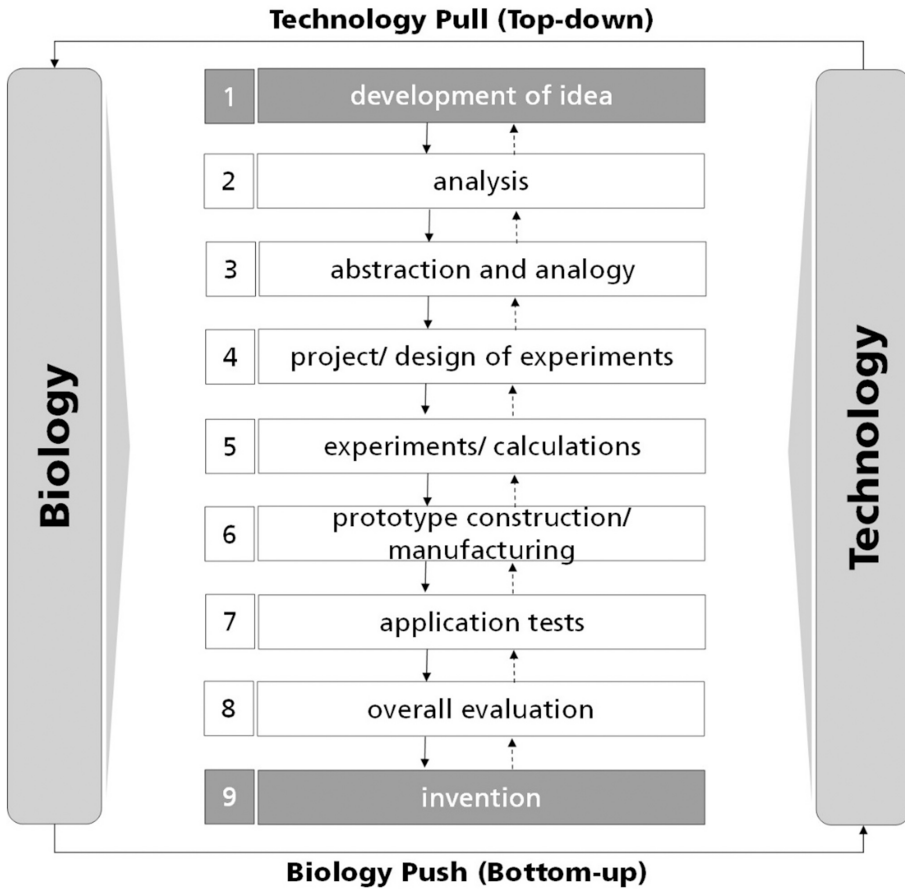 Technology Pull (Top-down)
1 development of idea
2 analysis
3 abstraction and analogy
4 project/ design of experiments
5 experiments/ calculations
6 prototype construction/
manufacturing
7 application tests
8 overall evaluation
9 invention
Biology
Technology
Biology Push (Bottom-up)